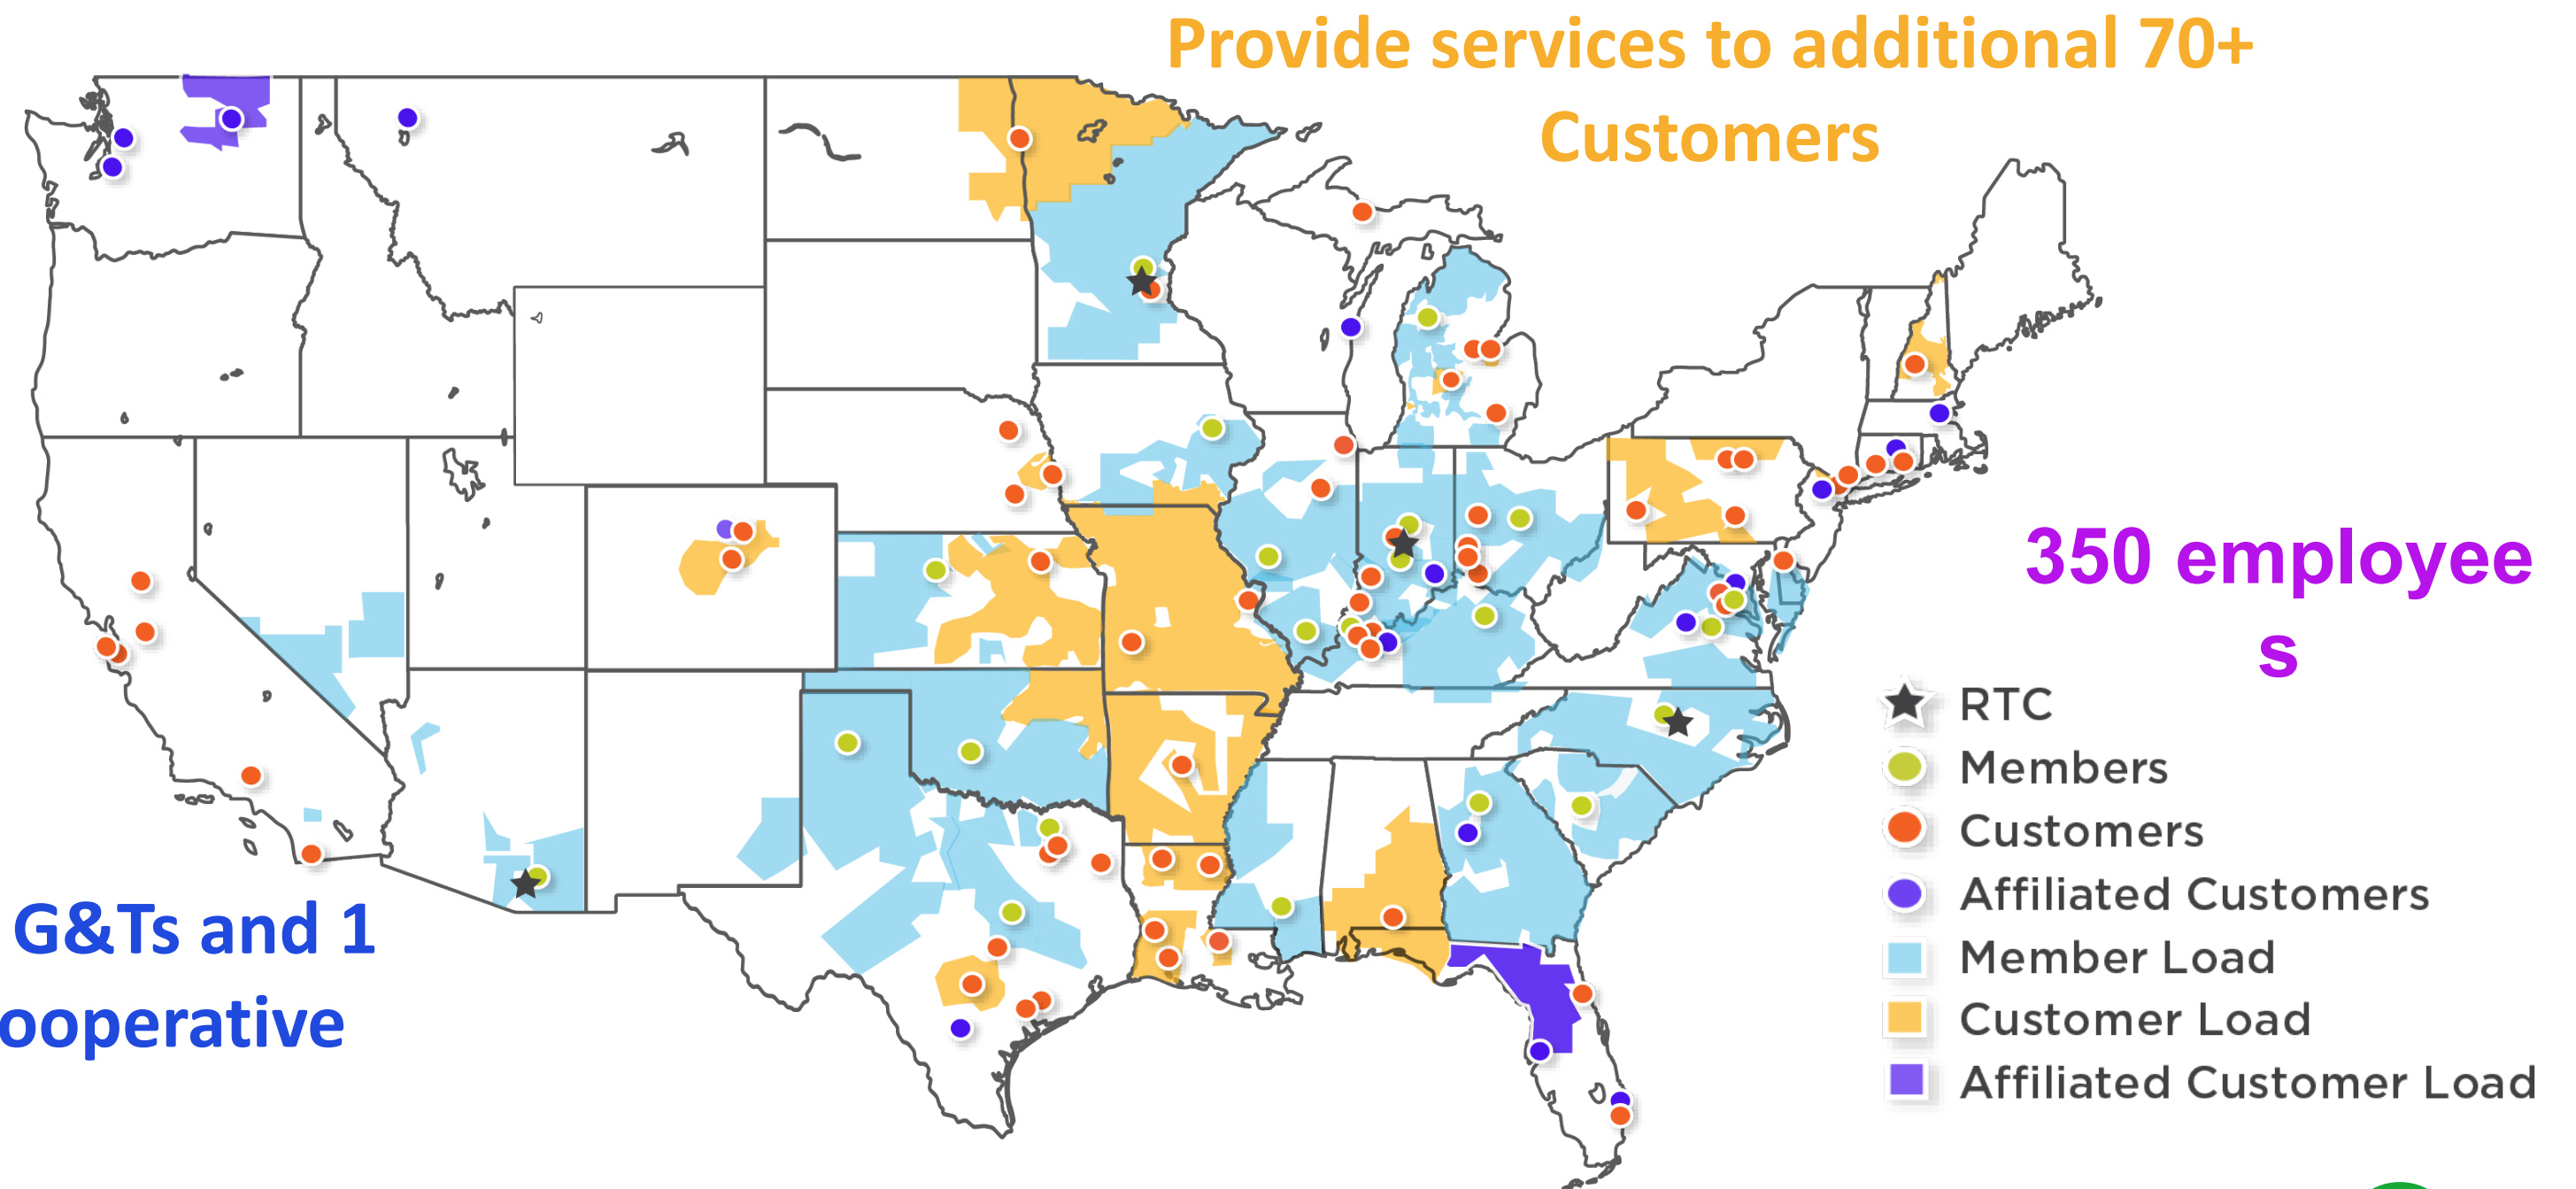 Provide services to additional 70+
Customers
350 employee
s
G&Ts and 1
ooperative
RTC
Members
Customers
Affiliated Customers
Member Load
Customer Load
Affiliated Customer Load